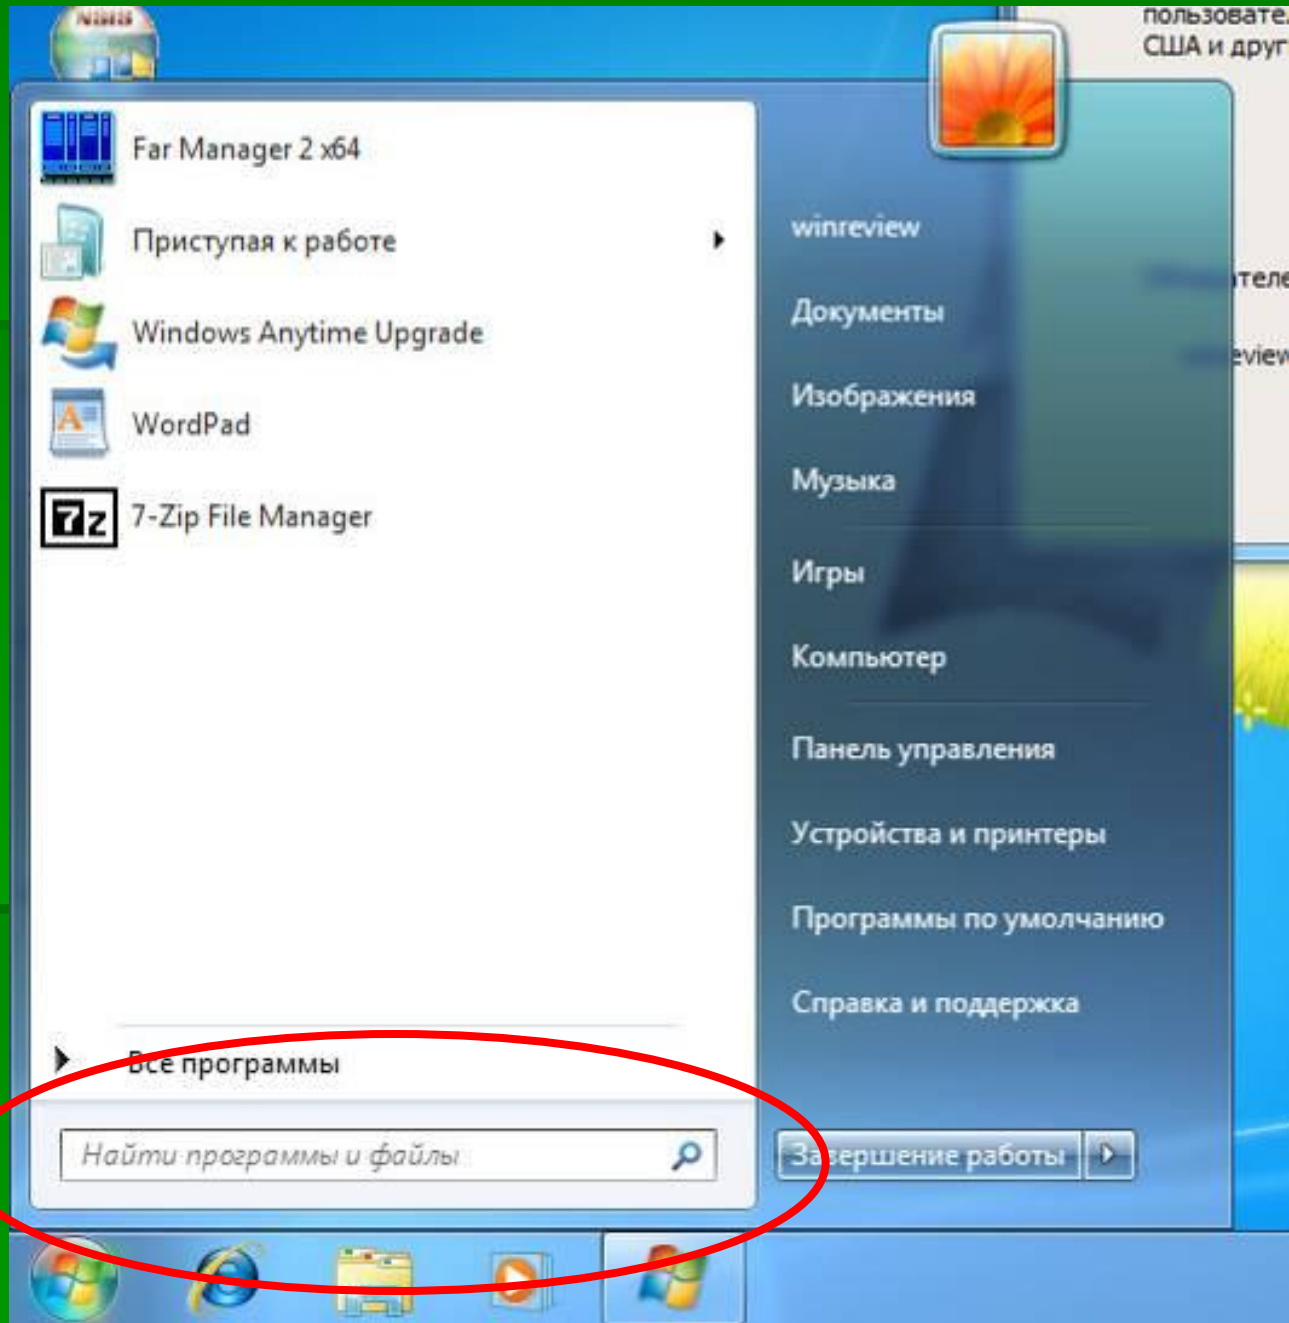 пользовате
США и друг
Far Manager 2 x64
Приступая к работе
Windows Anytime Upgrade
WordPad
7-Zip File Manager
Все программы
Найти программы и файлы
winreview
Документы
Изображения
Музыка
Игры
Компьютер
Панель управления
Устройства и принтеры
Программы по умолчанию
Справка и поддержка
Завершение работы
теле
eview